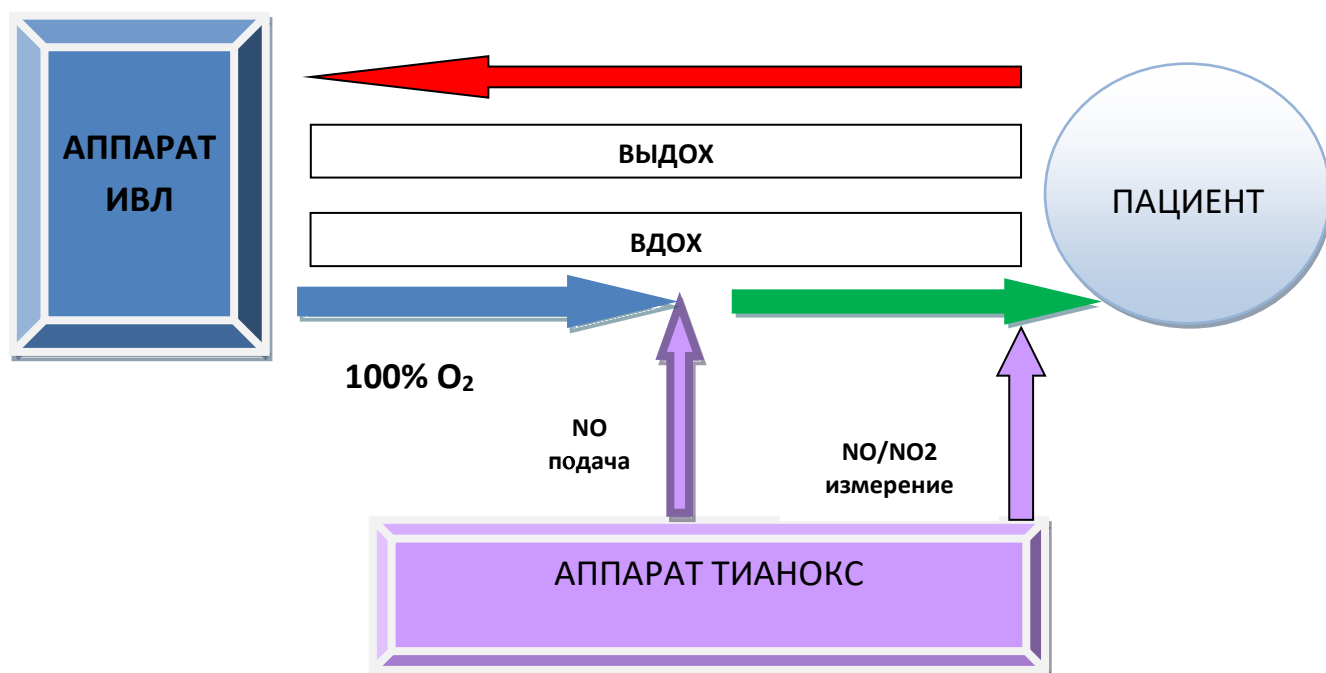 АППАРАТ
ИВЛ
ВЫДОХ
ВДОХ
ПАЦИЕНТ
100% O₂
NO
подача
NO/NO2
измерение
АППАРАТ ТИАНОКС